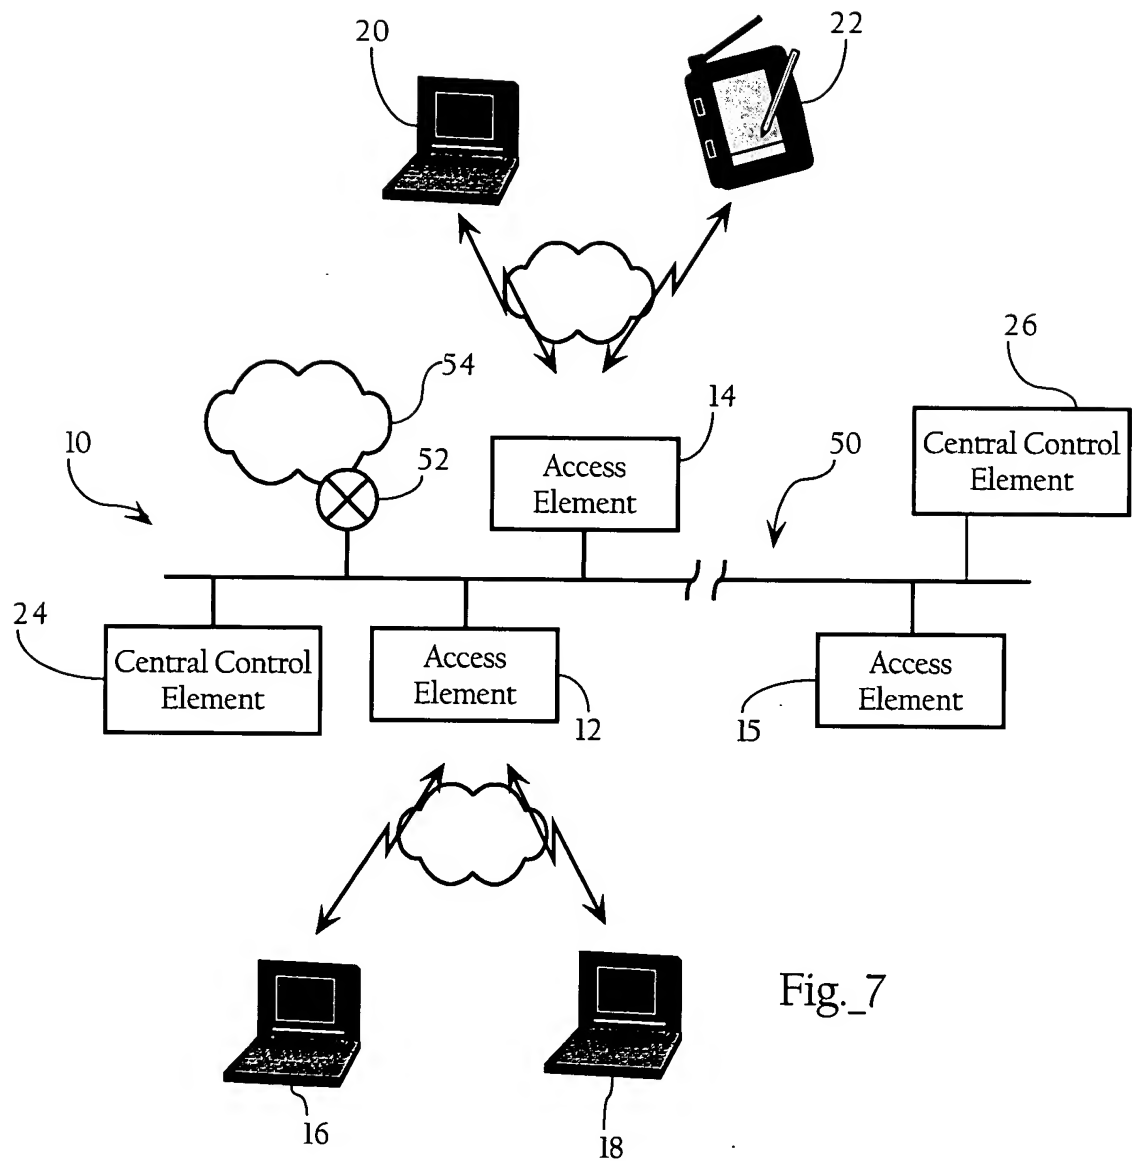 20
22
26
54
14
10
52
50
Access
Element
Central Control
Element
24
Central Control
Element
Access
Element
12
15
Access
Element
Fig._7
16
18